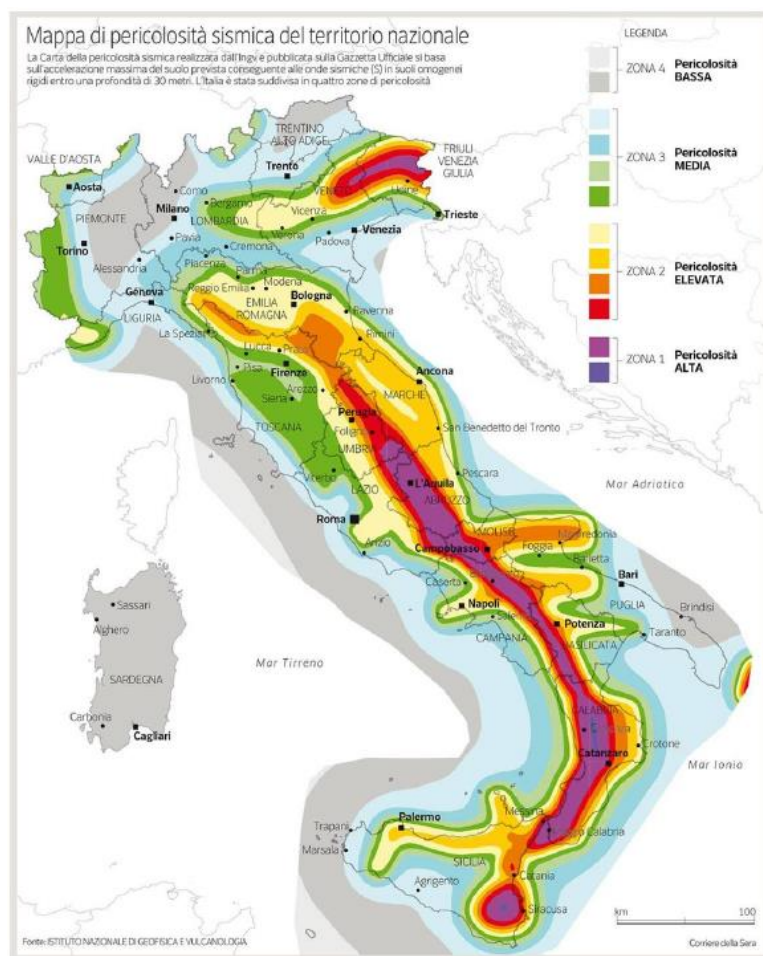 Mappa di pericolosità sismica del territorio nazionale
La Carta della pericolosità sismica realizzata dall'Ingv e pubblicata sulla Gazzetta Ufficiale si basa
sull'accelerazione massima del suolo prevista conseguente alle onde sismiche (S) in suoli omogenei
rigidi entro una profondità di 30 metri. L'Italia è stata suddivisa in quattro zone di pericolosità
LEGENDA
ZONA 4
Pericolosità
BASSA
ZONA 3
Pericolosità
MEDIA
ZONA 2
Pericolosità
ELEVATA
ZONA 1
Pericolosità
ALTA
TRENTINO
ALTO ADIGE
FRIULI
VENEZIA
GIULIA
VALLE D'AOSTA
Trento
Aosta
Como
VENETO
Udine
Bergamo
PIEMONTE
Milano
LOMBARDIA
Vicenza
Trieste
Verona
Padova
Venezia
Torino
Pavia
Cremona
Alessandria
Piacenza
Parma
Genova
Reggio Emilia
Modena
Bologna
LIGURIA
EMILIA
ROMAGNA
Ravenna
La Spezia
Rimini
Lucca
Prato
Pisa
Firenze
Ancona
Livorno
Arezzo
MARCHE
Siena
Perugia
TOSCANA
Foligno
San Benedetto del Tronto
UMBRIA
Viterbo
Pescara
LAZIO
L'Aquila
ABRUZZO
Mar Adriatico
Roma
MOLISE
Manfredonia
Anzio
Campobasso
Foggia
Barletta
Caserta
Bari
Napoli
PUGLIA
Brindisi
Potenza
Taranto
CAMPANIA
BASILICATA
Sassari
Alghero
Mar Tirreno
SARDEGNA
CALABRIA
Carbonia
Cagliari
Crotone
Catanzaro
Mar Ionio
Messina
Trapani
Palermo
Reggio Calabria
Marsala
SICILIA
Catania
Agrigento
Siracusa
km
100
Fonte: ISTITUTO NAZIONALE DI GEOFISICA E VULCANOLOGIA
Corriere della Sera